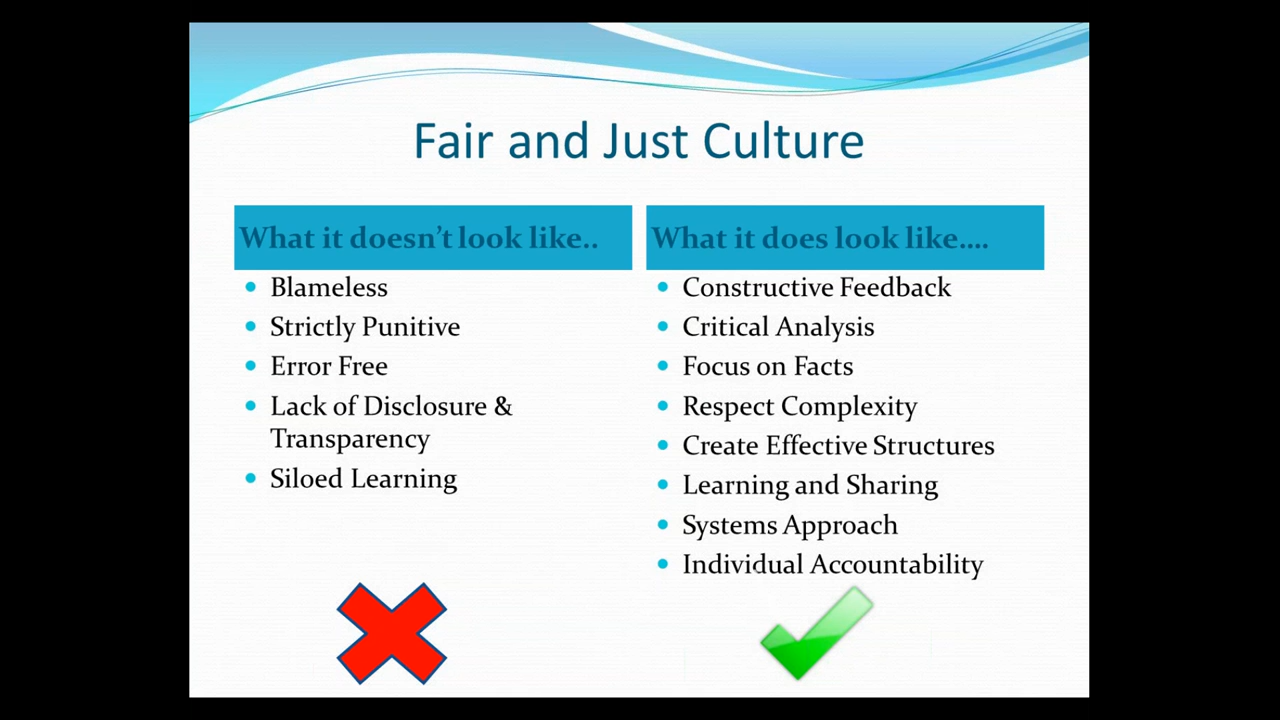 Fair and Just Culture
What it doesn’t look like..
Blameless
Strictly Punitive
Error Free
Lack of Disclosure &
Transparency
Siloed Learning
What it does look like....
Constructive Feedback
Critical Analysis
Focus on Facts
Respect Complexity
Create Effective Structures
Learning and Sharing
Systems Approach
Individual Accountability